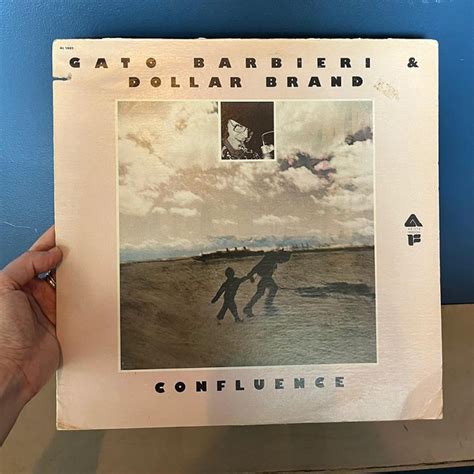 GATO BARBIERI &
DOLLAR BRAND
CONFLUENCE